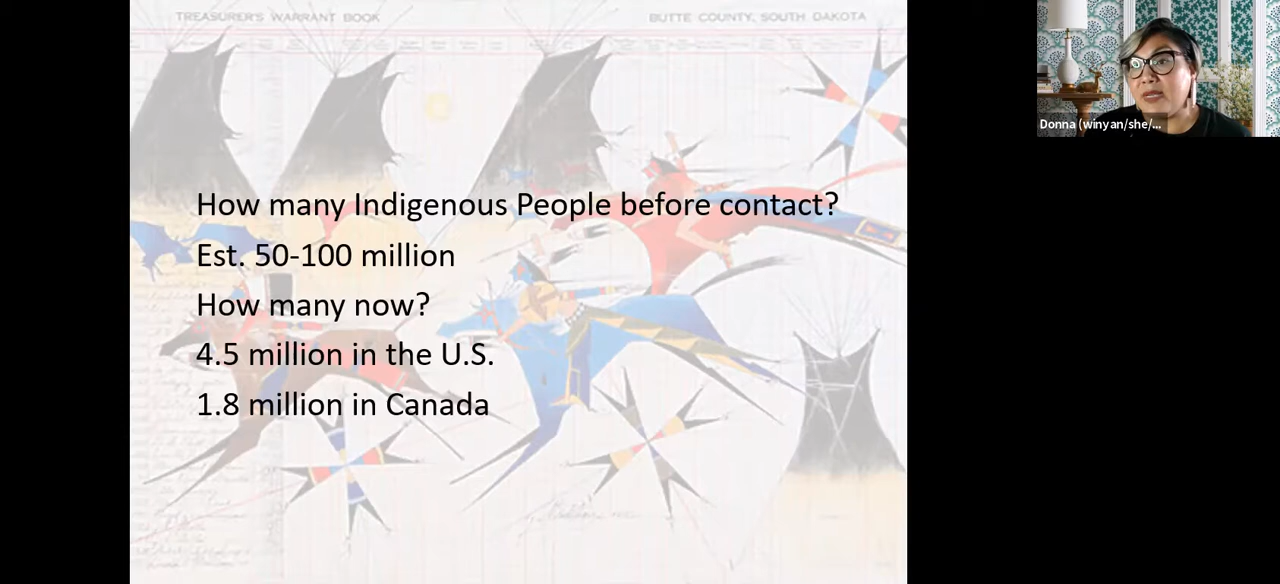 TREASURER'S WARRANT BOOK
BUTTE COUNTY, SOUTH DAKOTA
How many Indigenous People before contact?
Est. 50-100 million
How many now?
4.5 million in the U.S.
1.8 million in Canada
Donna (winyan/she/...